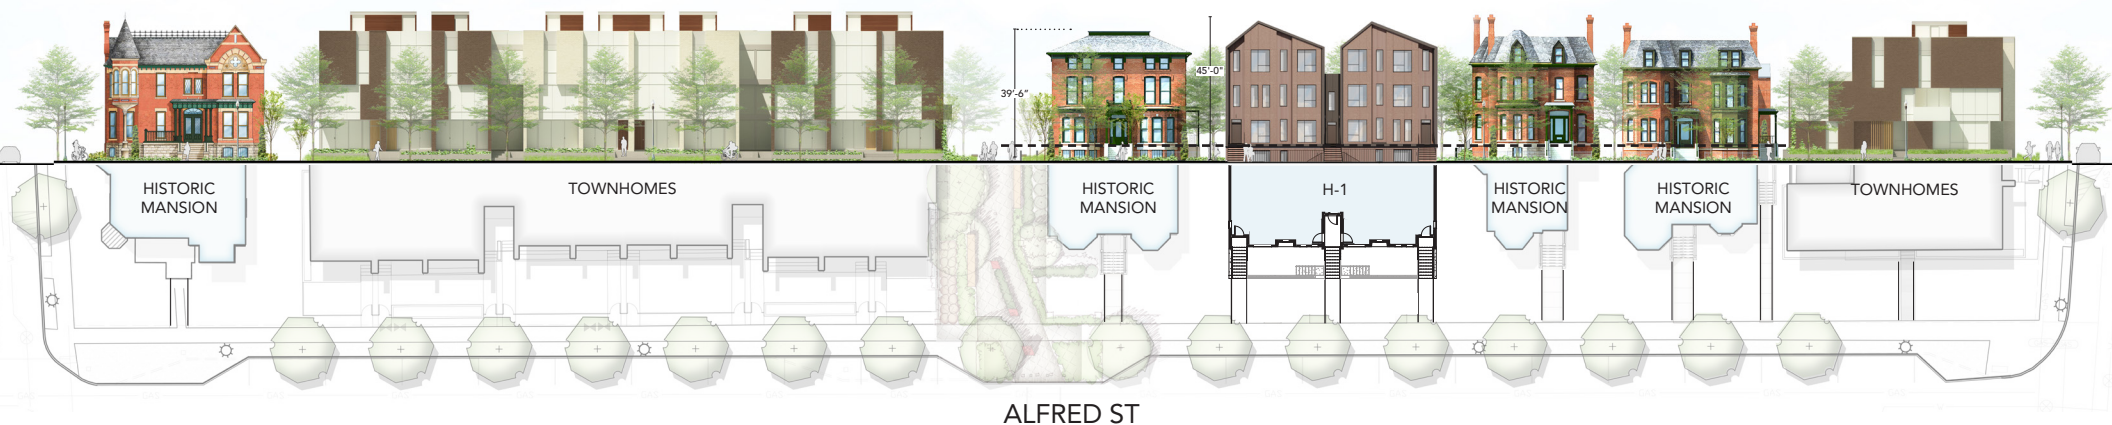 39'-6"
45'-0"
HISTORIC
MANSION
TOWNHOMES
HISTORIC
MANSION
H-1
HISTORIC
MANSION
HISTORIC
MANSION
TOWNHOMES
ALFRED ST